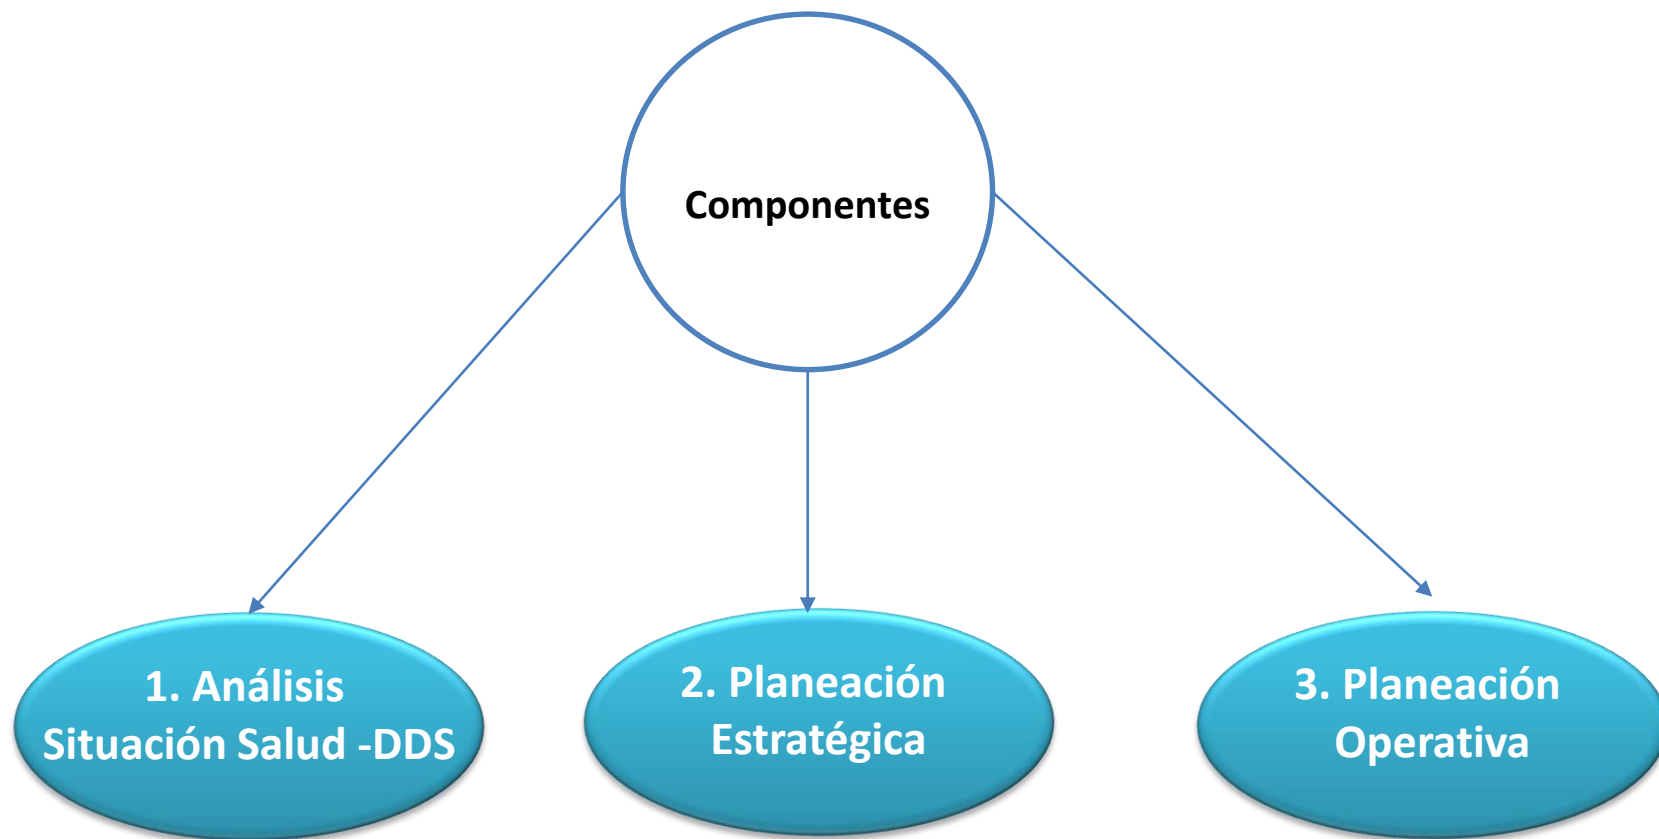 Componentes
1. Análisis
Situación Salud -DDS
2. Planeación
Estratégica
3. Planeación
Operativa